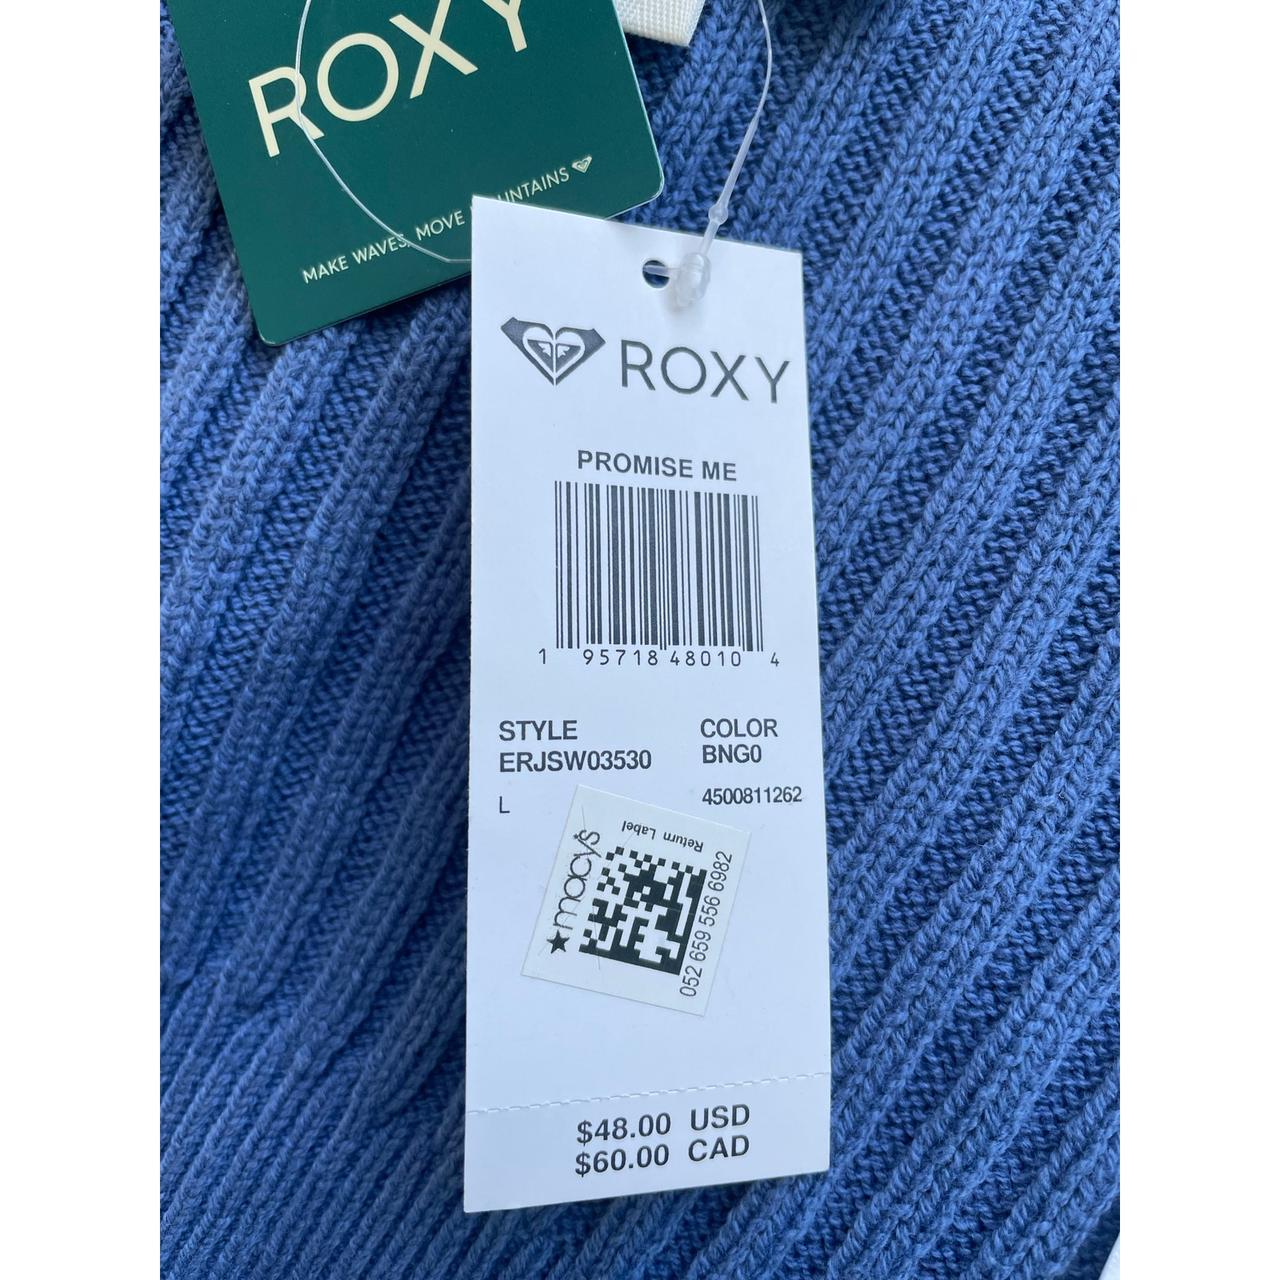 ROXY
MAKE WAVES, MOVE MOUNTAINS
ROXY
PROMISE ME
1 95718 48010 4
STYLE COLOR
ERJSW03530 BNG0
L 4500811262
Return Label
macy's
052 659 556 6982
$48.00 USD
$60.00 CAD